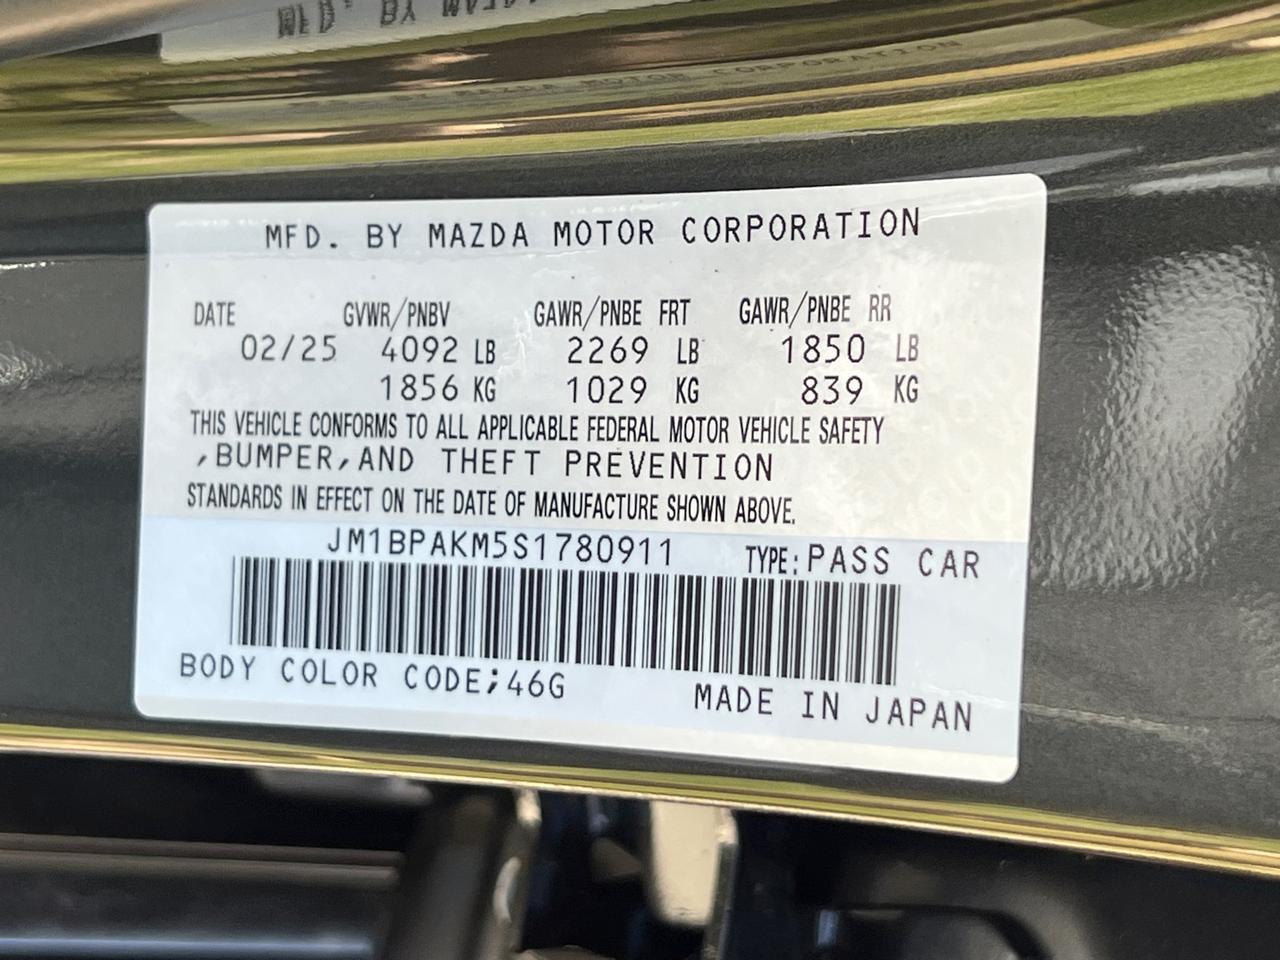 MFD. BY MAZDA MOTOR CORPORATION
DATE GVWR/PNBV GAWR/PNBE FRT GAWR/PNBE RR
02/25 4092 LB 2269 LB 1850 LB
1856 KG 1029 KG 839 KG
THIS VEHICLE CONFORMS TO ALL APPLICABLE FEDERAL MOTOR VEHICLE SAFETY
,BUMPER,AND THEFT PREVENTION
STANDARDS IN EFFECT ON THE DATE OF MANUFACTURE SHOWN ABOVE.
JM1BPAKM5S1780911 TYPE:PASS CAR
BODY COLOR CODE;46G MADE IN JAPAN